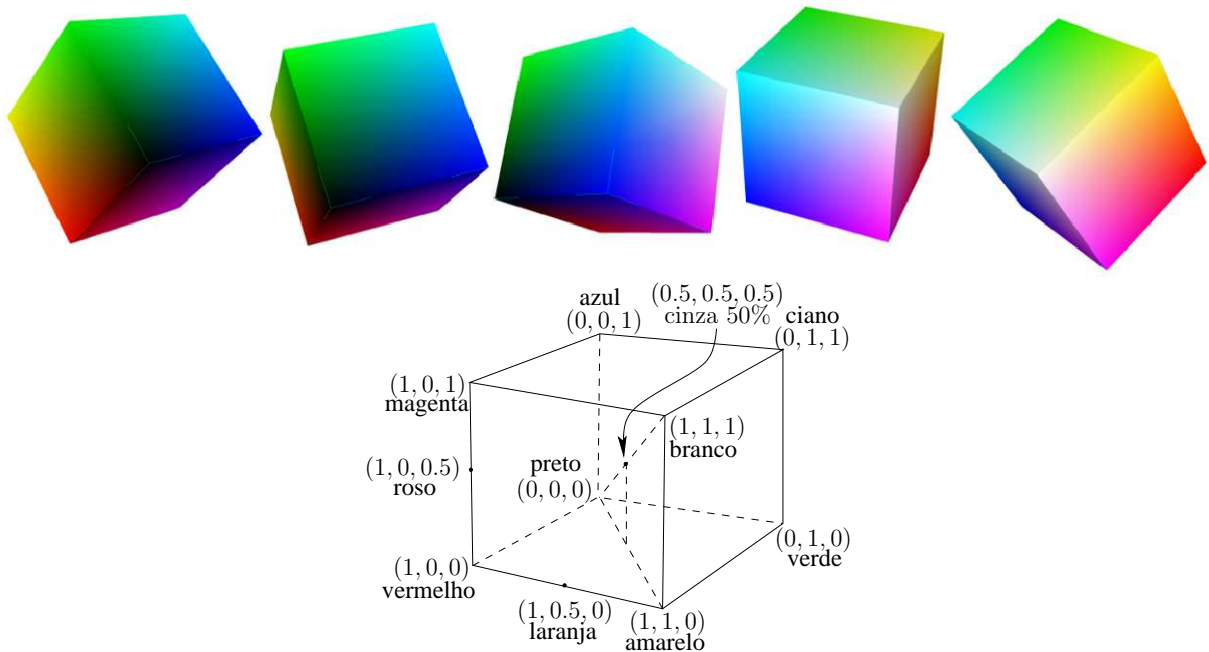 azul
(0, 0, 1)
(0.5, 0.5, 0.5)
cinza 50%
ciano
(0, 1, 1)
(1, 0, 1)
magenta
(1, 1, 1)
branco
(1, 0, 0.5)
roso
preto
(0, 0, 0)
(0, 1, 0)
verde
(1, 0, 0)
vermelho
(1, 0.5, 0)
laranja
(1, 1, 0)
amarelo